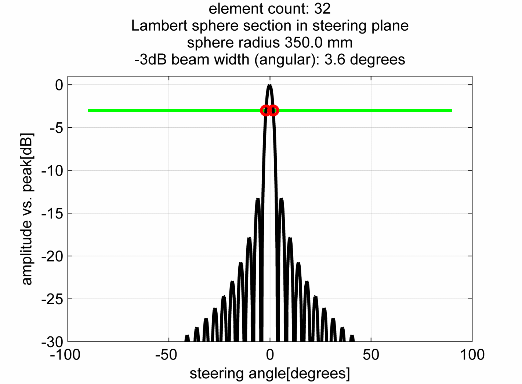 element count: 32
Lambert sphere section in steering plane
sphere radius 350.0 mm
-3dB beam width (angular): 3.6 degrees
0
-5
-10
-15
-20
-25
-30
amplitude vs. peak[dB]
-100
-50
0
50
100
steering angle[degrees]